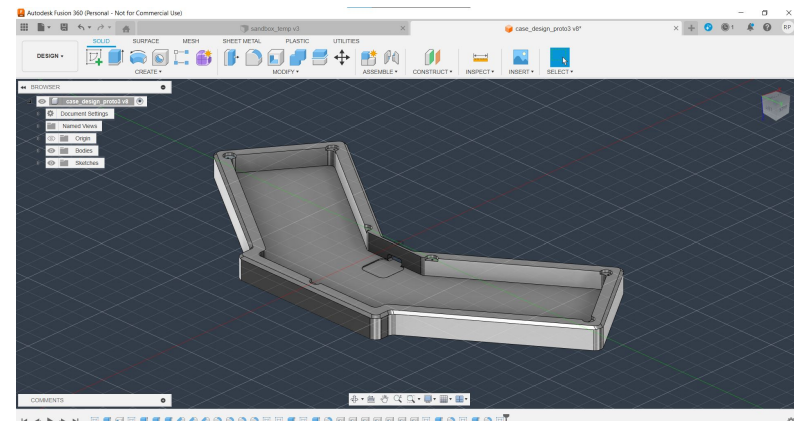 Autodesk Fusion 360 (Personal - Not for Commercial Use)
sandbox_temp v3
case_design_proto3 v8*
1
RP
SOLID SURFACE MESH SHEET METAL PLASTIC UTILITIES
DESIGN
CREATE MODIFY ASSEMBLE CONSTRUCT INSPECT INSERT SELECT
BROWSER
case_design_proto3 v8
Document Settings
Named Views
Origin
Bodies
Sketches
COMMENTS